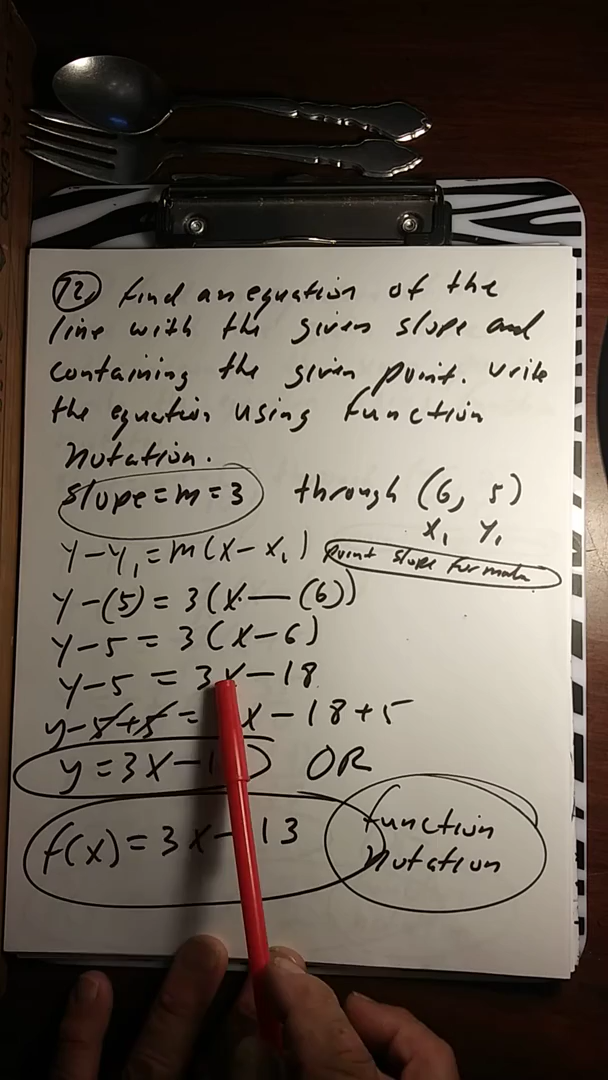 72. Find an equation of the
line with the given slope and
containing the given point. Write
the equation using function
notation.
slope = m = 3 through (6, 5)
x₁ y₁
y - y₁ = m(x - x₁) point slope formula
y - (5) = 3(x - (6))
y - 5 = 3(x - 6)
y - 5 = 3x - 18
y - 5 + 5 = x - 18 + 5
y = 3x - 1 OR
f(x) = 3x - 13 function
notation